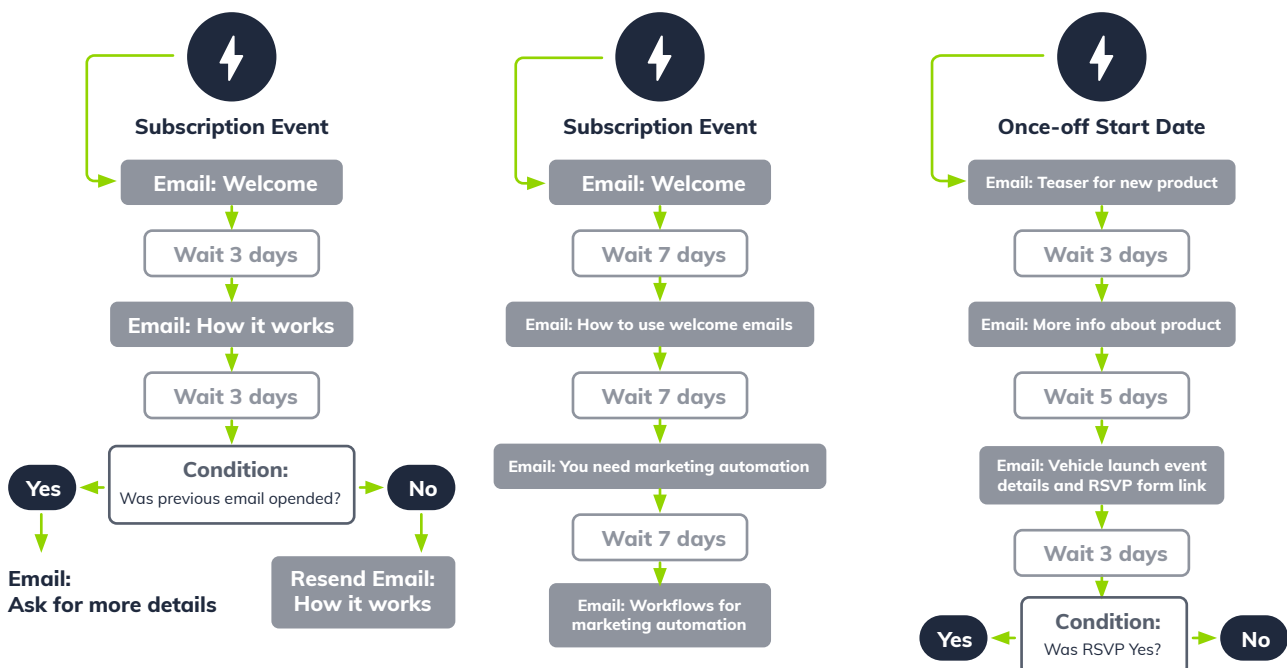 Subscription Event
Email: Welcome
Wait 3 days
Email: How it works
Wait 3 days
Condition:
Was previous email opended?
Yes
No
Email:
Ask for more details
Resend Email:
How it works
Subscription Event
Email: Welcome
Wait 7 days
Email: How to use welcome emails
Wait 7 days
Email: You need marketing automation
Wait 7 days
Email: Workflows for
marketing automation
Once-off Start Date
Email: Teaser for new product
Wait 3 days
Email: More info about product
Wait 5 days
Email: Vehicle launch event
details and RSVP form link
Wait 3 days
Condition:
Was RSVP Yes?
Yes
No